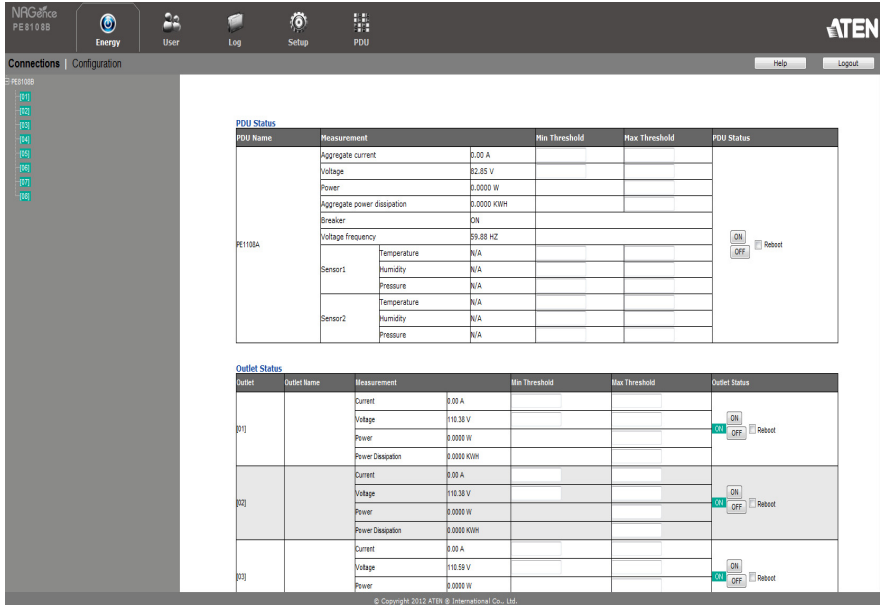 NRGence
PE8108B
Energy
User
Log
Setup
PDU
ATEN
Connections | Configuration
Help
Logout
PE8108B
[01]
[02]
[03]
[04]
[05]
[06]
[07]
[08]
PDU Status
PDU Name Measurement Min Threshold Max Threshold PDU Status
PE1108A
Aggregate current 0.00 A
Voltage 82.85 V
Power 0.0000 W
Aggregate power dissipation 0.0000 KWH
Breaker ON
Voltage frequency 59.88 HZ
Sensor1
Temperature N/A
Humidity N/A
Pressure N/A
Sensor2
Temperature N/A
Humidity N/A
Pressure N/A
ON
OFF
Reboot
Outlet Status
Outlet Outlet Name Measurement Min Threshold Max Threshold Outlet Status
[01]
Current 0.00 A
Voltage 110.38 V
Power 0.0000 W
Power Dissipation 0.0000 KWH
ON
ON
OFF
Reboot
[02]
Current 0.00 A
Voltage 110.38 V
Power 0.0000 W
Power Dissipation 0.0000 KWH
ON
ON
OFF
Reboot
[03]
Current 0.00 A
Voltage 110.59 V
Power 0.0000 W
ON
ON
OFF
Reboot
© Copyright 2012 ATEN ® International Co., Ltd.